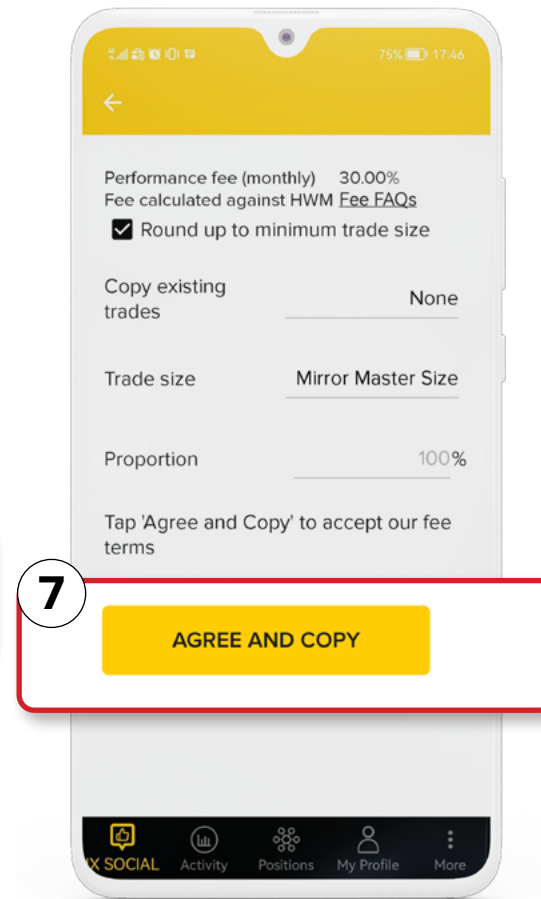 75% 17:46
Performance fee (monthly) 30.00%
Fee calculated against HWM Fee FAQs
Round up to minimum trade size
Copy existing None
trades
Trade size Mirror Master Size
Proportion 100%
Tap 'Agree and Copy' to accept our fee
terms
7
AGREE AND COPY
SOCIAL Activity Positions My Profile More